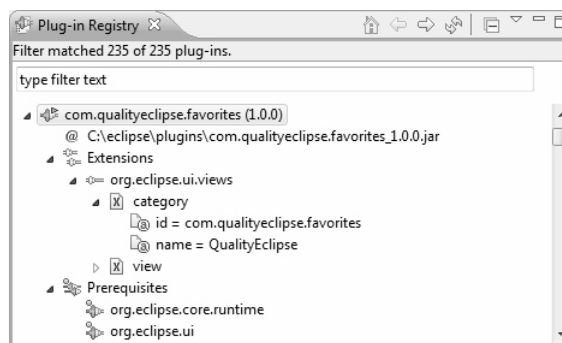 Plug-in Registry
Filter matched 235 of 235 plug-ins.
type filter text
com.qualityeclipse.favorites (1.0.0)
@ C:\eclipse\plugins\com.qualityeclipse.favorites_1.0.0.jar
Extensions
org.eclipse.ui.views
X category
a id = com.qualityeclipse.favorites
a name = QualityEclipse
X view
Prerequisites
org.eclipse.core.runtime
org.eclipse.ui